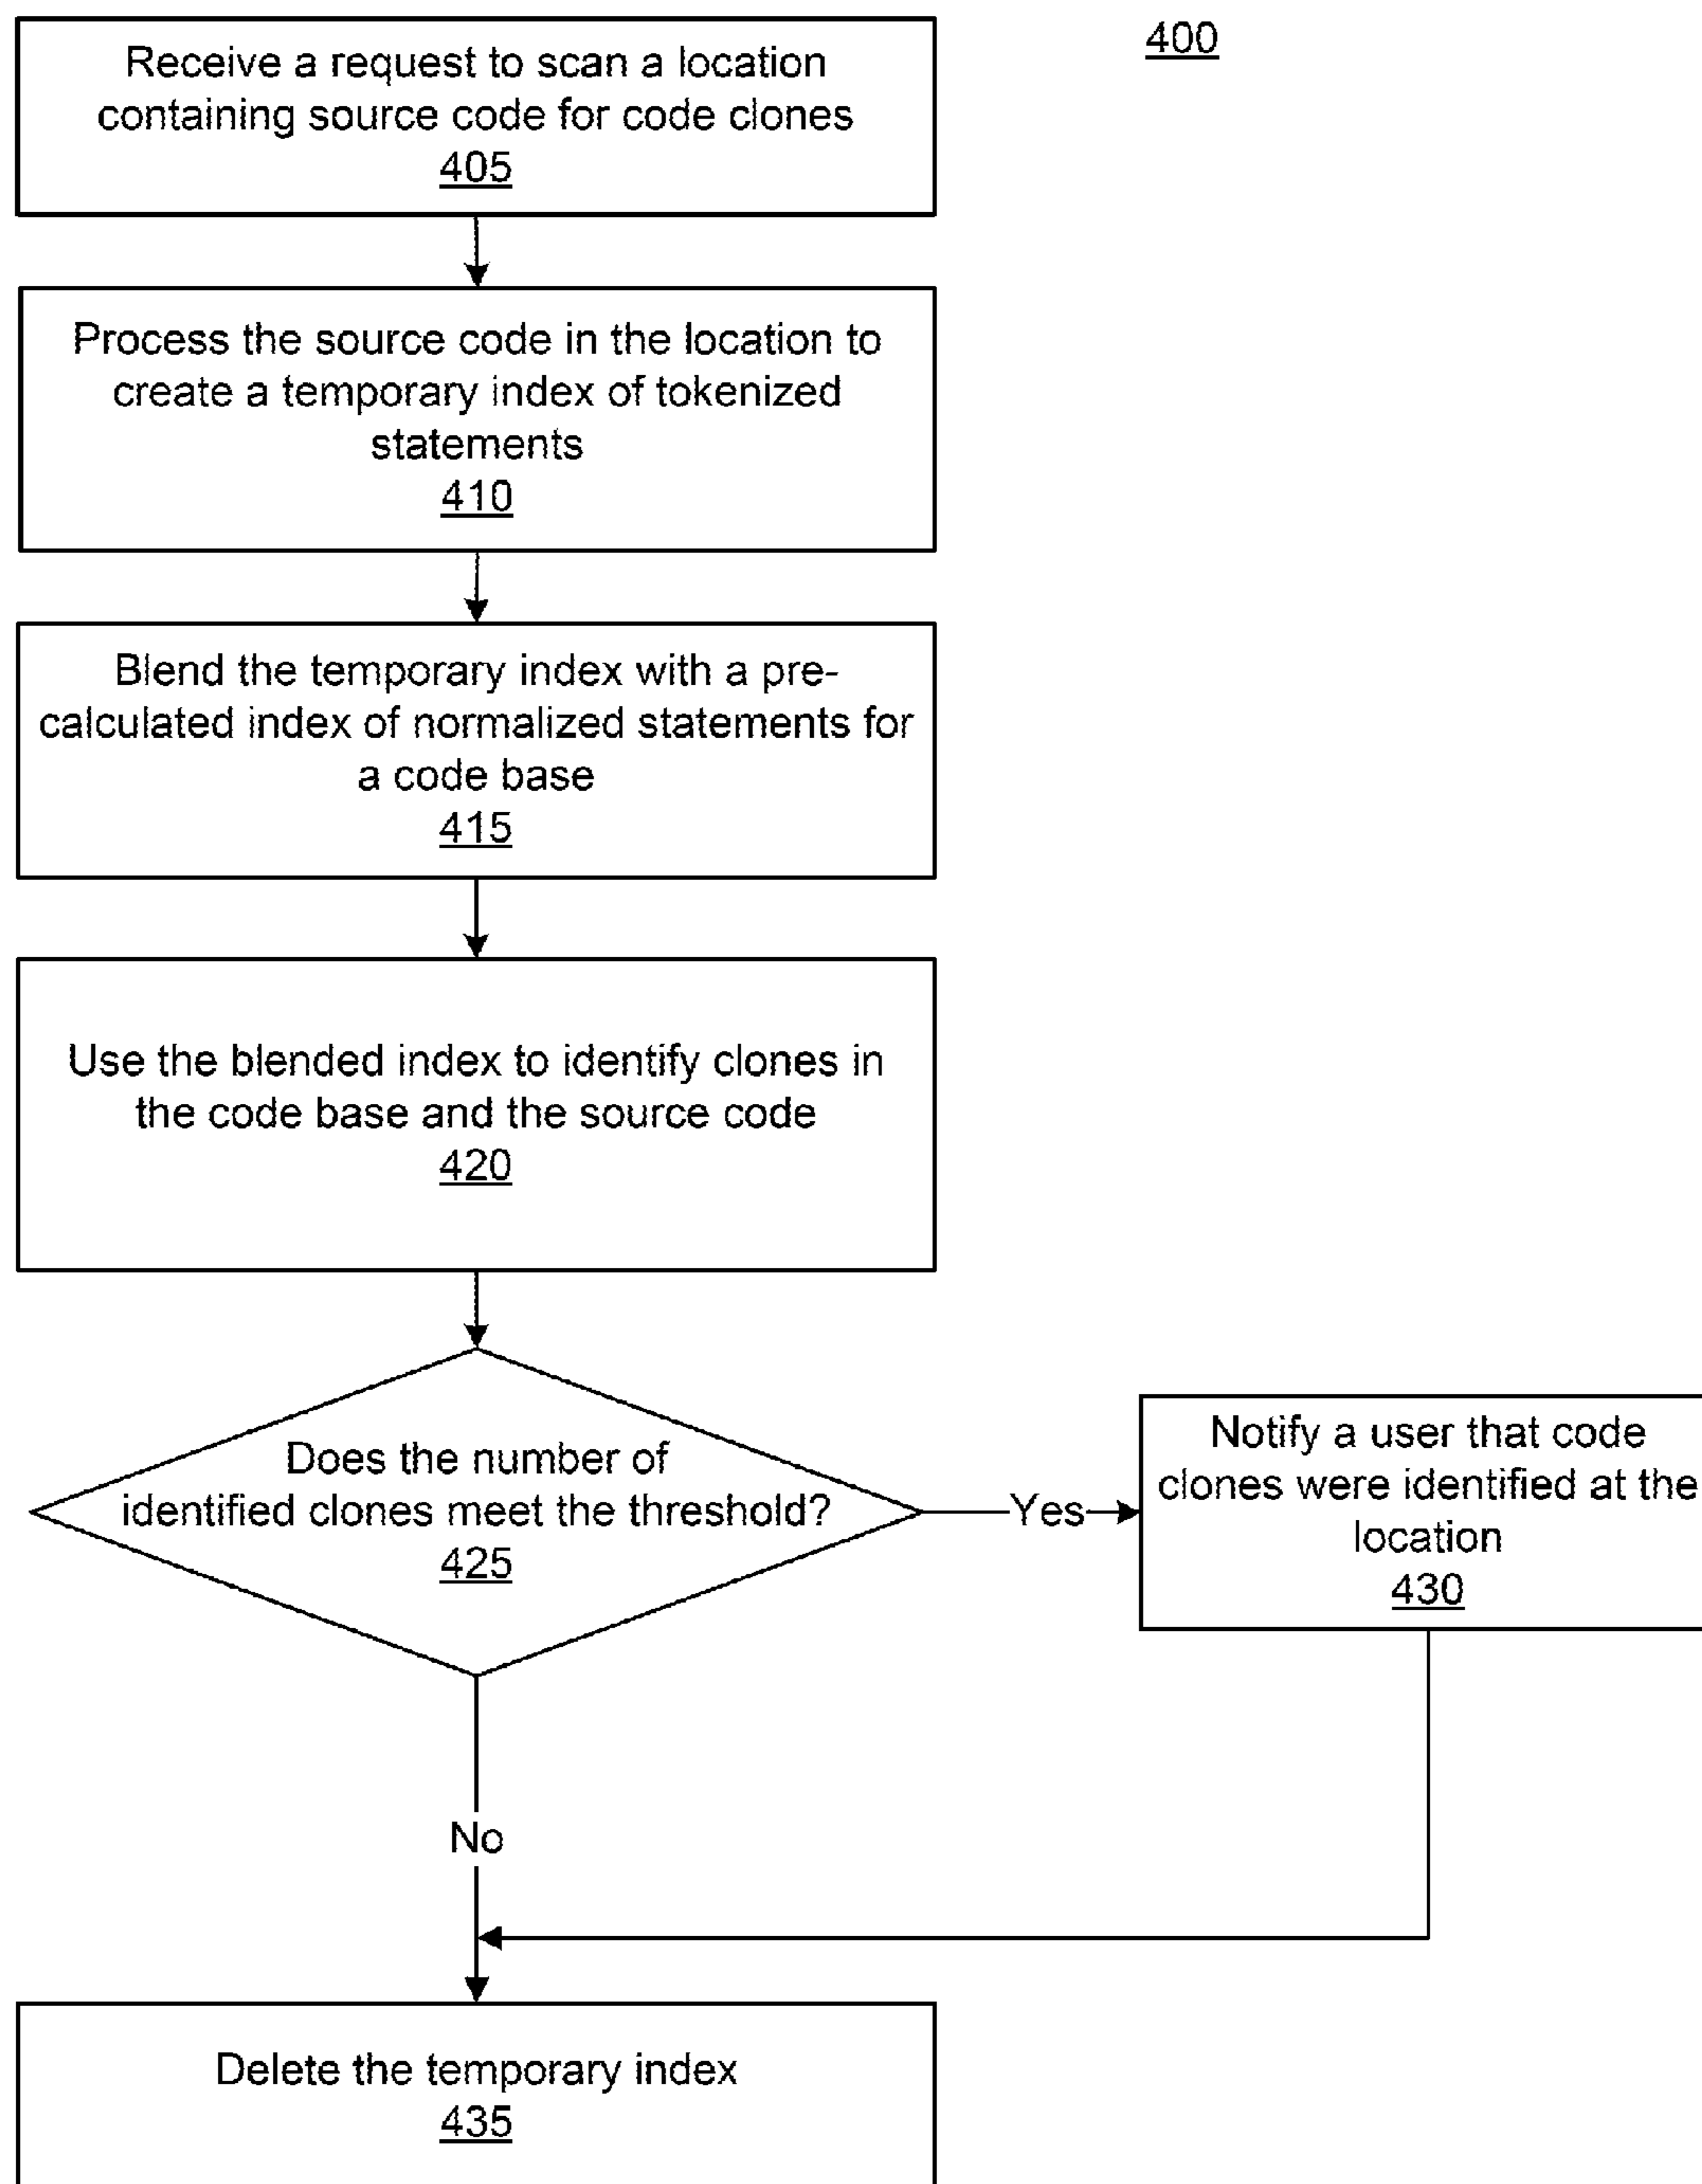 400
Receive a request to scan a location
containing source code for code clones
405
Process the source code in the location to
create a temporary index of tokenized
statements
410
Blend the temporary index with a pre-
calculated index of normalized statements for
a code base
415
Use the blended index to identify clones in
the code base and the source code
420
Does the number of
identified clones meet the threshold?
425
Yes
Notify a user that code
clones were identified at the
location
430
No
Delete the temporary index
435